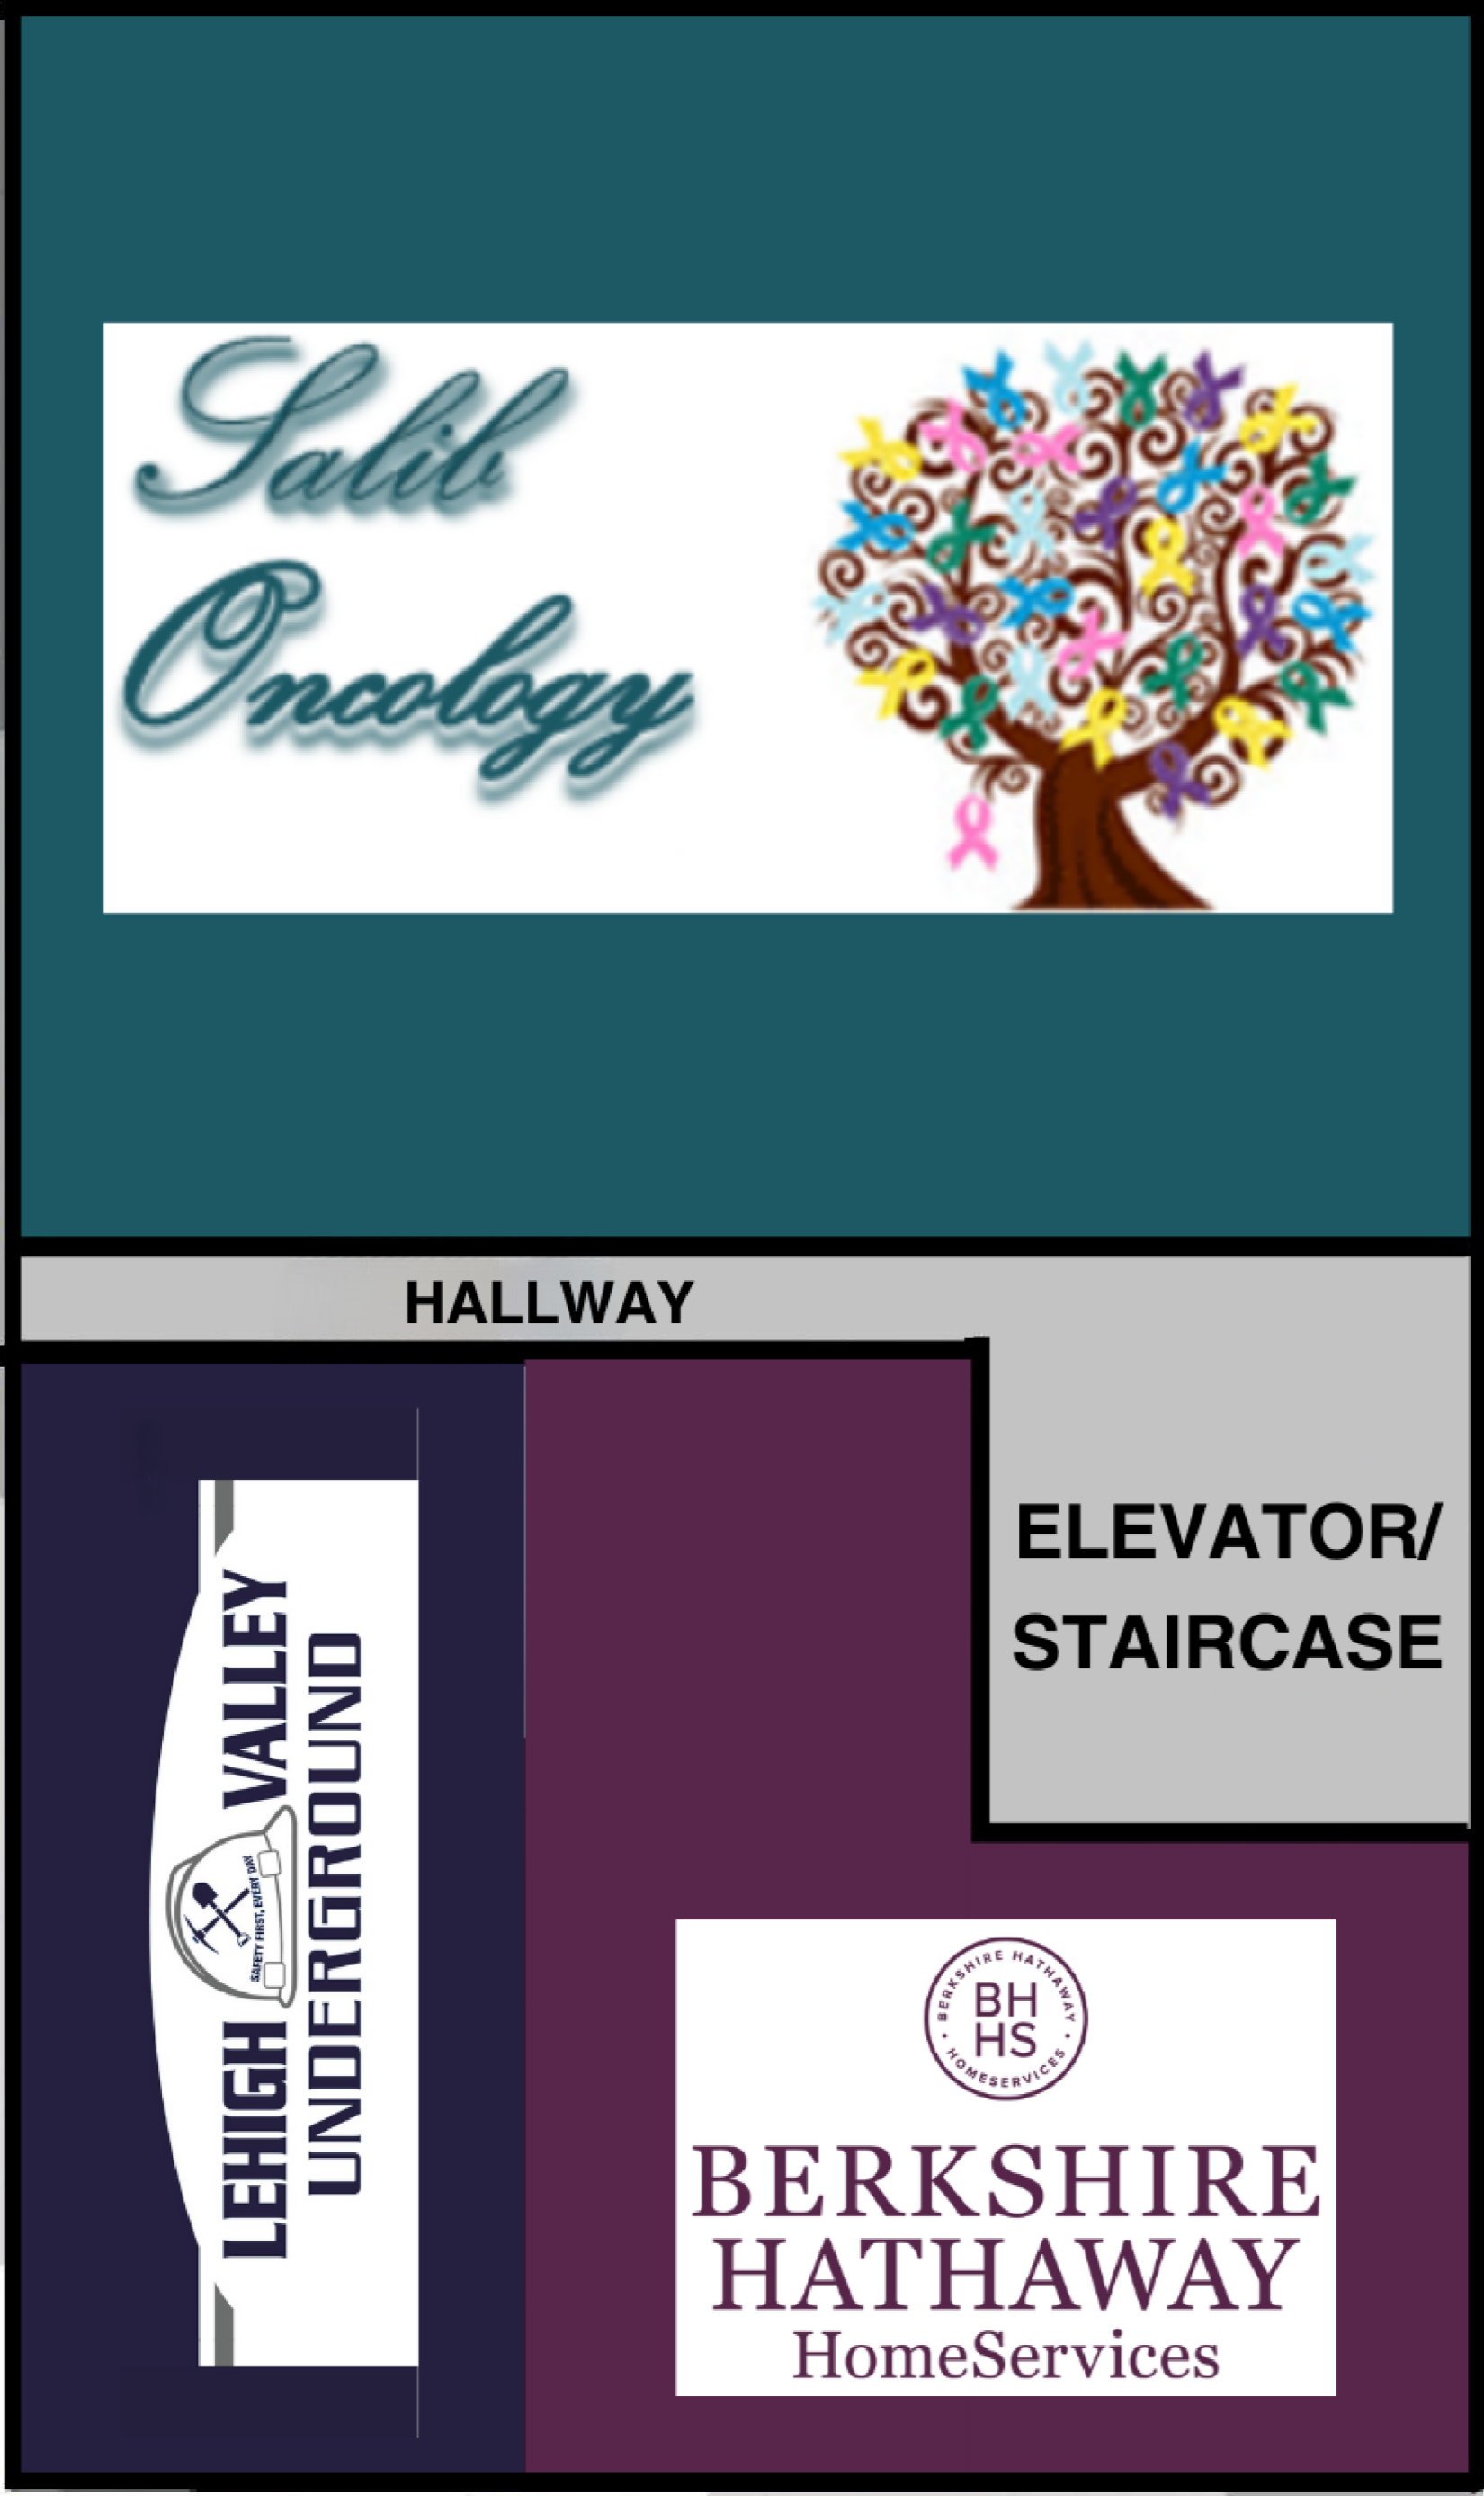 Salib
Oncology
HALLWAY
ELEVATOR/
STAIRCASE
LEHIGH VALLEY
SAFETY FIRST, EVERY DAY
UNDERGROUND
BERKSHIRE HATHAWAY
BH
HS
HOMESERVICES
BERKSHIRE
HATHAWAY
HomeServices